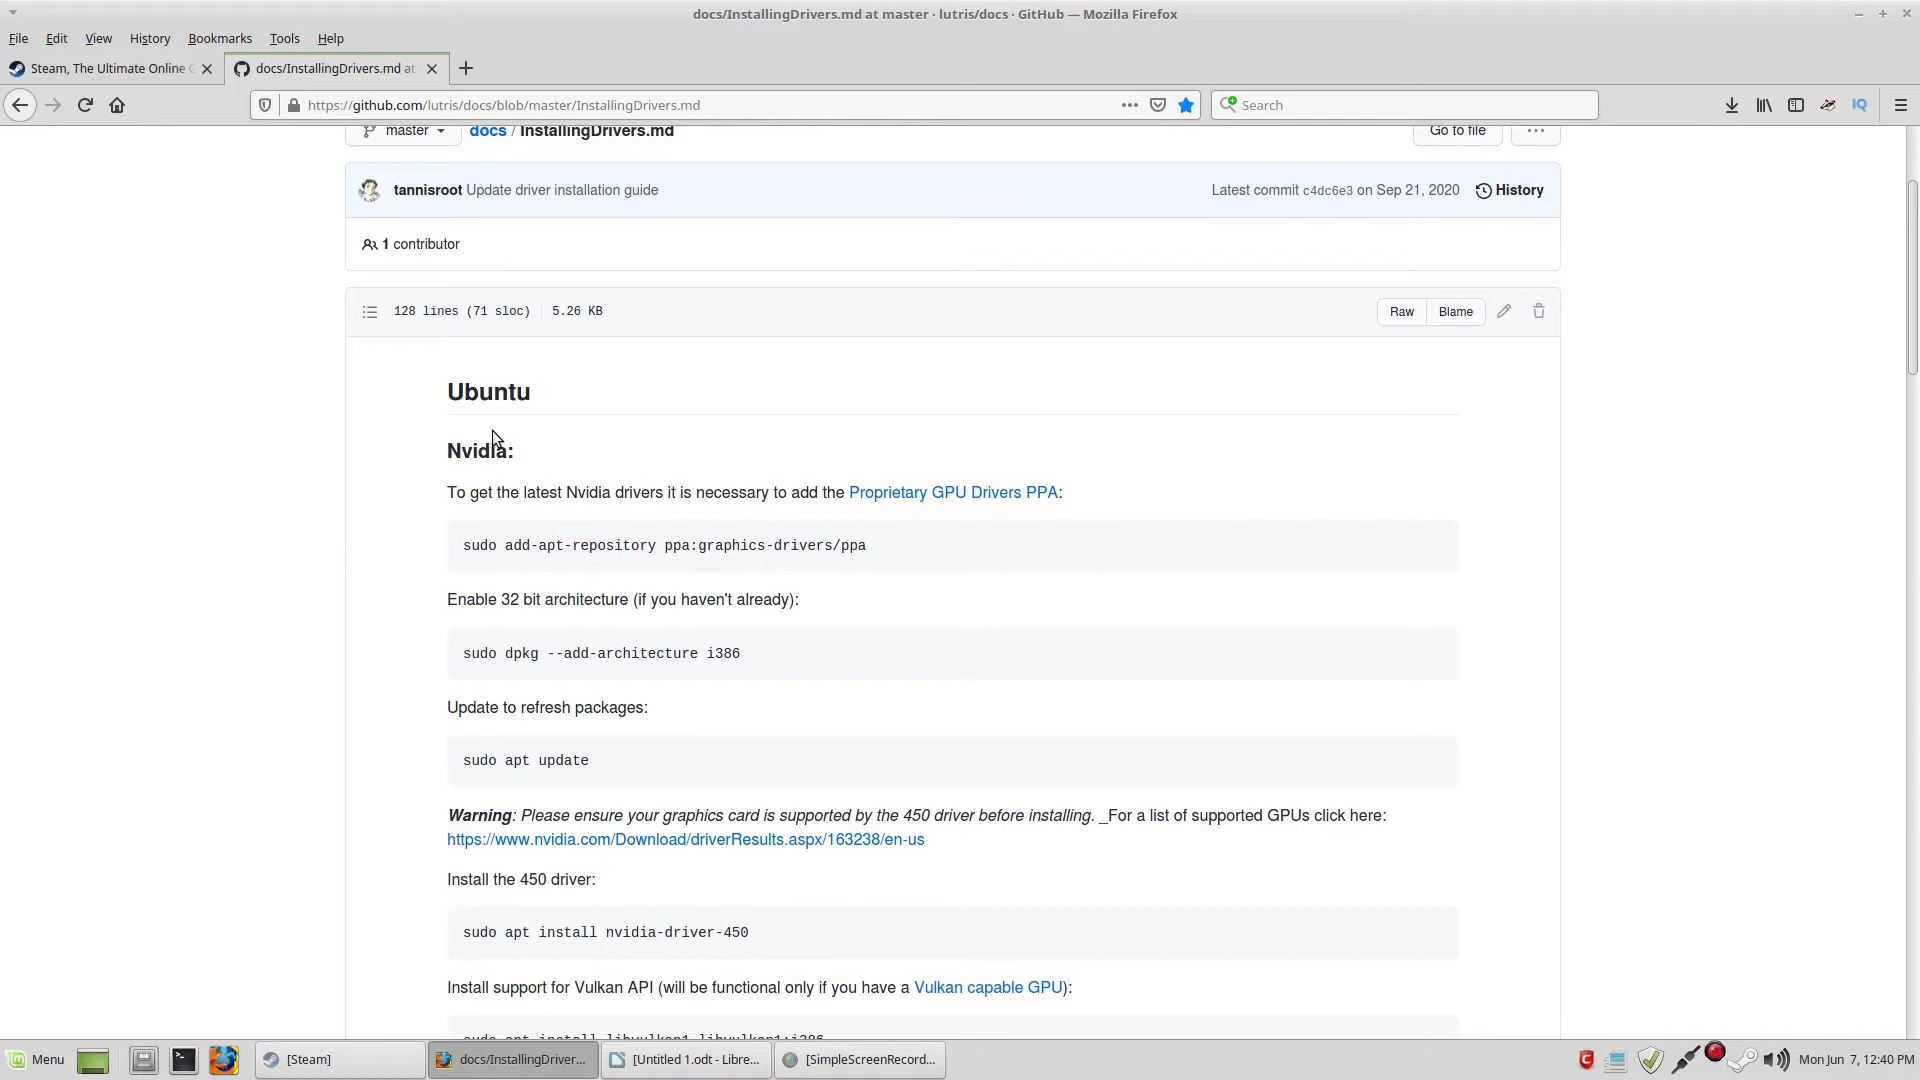 docs/InstallingDrivers.md at master · lutris/docs · GitHub — Mozilla Firefox
File Edit View History Bookmarks Tools Help
Steam, The Ultimate Online
docs/InstallingDrivers.md at
https://github.com/lutris/docs/blob/master/InstallingDrivers.md
Search
IQ
master
docs / InstallingDrivers.md
Go to file
tannisroot Update driver installation guide
Latest commit c4dc6e3 on Sep 21, 2020
History
1 contributor
128 lines (71 sloc) 5.26 KB
Raw Blame
Ubuntu
Nvidia:
To get the latest Nvidia drivers it is necessary to add the Proprietary GPU Drivers PPA:
sudo add-apt-repository ppa:graphics-drivers/ppa
Enable 32 bit architecture (if you haven't already):
sudo dpkg --add-architecture i386
Update to refresh packages:
sudo apt update
Warning: Please ensure your graphics card is supported by the 450 driver before installing. _For a list of supported GPUs click here:
https://www.nvidia.com/Download/driverResults.aspx/163238/en-us
Install the 450 driver:
sudo apt install nvidia-driver-450
Install support for Vulkan API (will be functional only if you have a Vulkan capable GPU):
sudo apt install libvulkan1 libvulkan1:i386
Menu
[Steam]
docs/InstallingDriver...
[Untitled 1.odt - Libre...
[SimpleScreenRecord...
Mon Jun 7, 12:40 PM